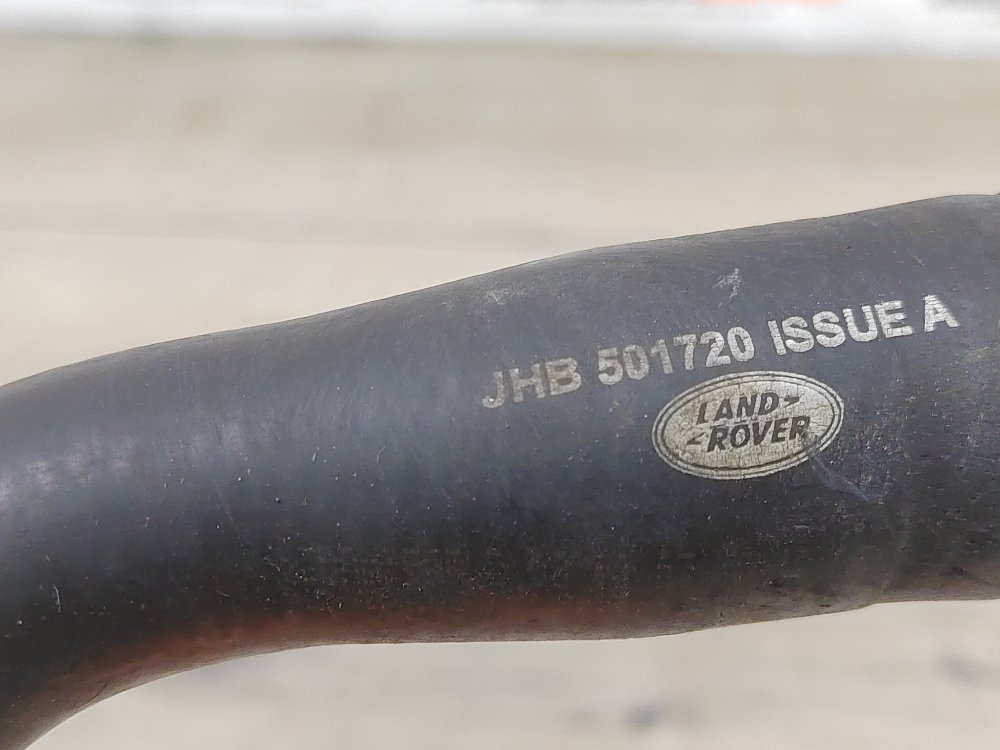 JHB 501720 ISSUE A
LAND>
<ROVER